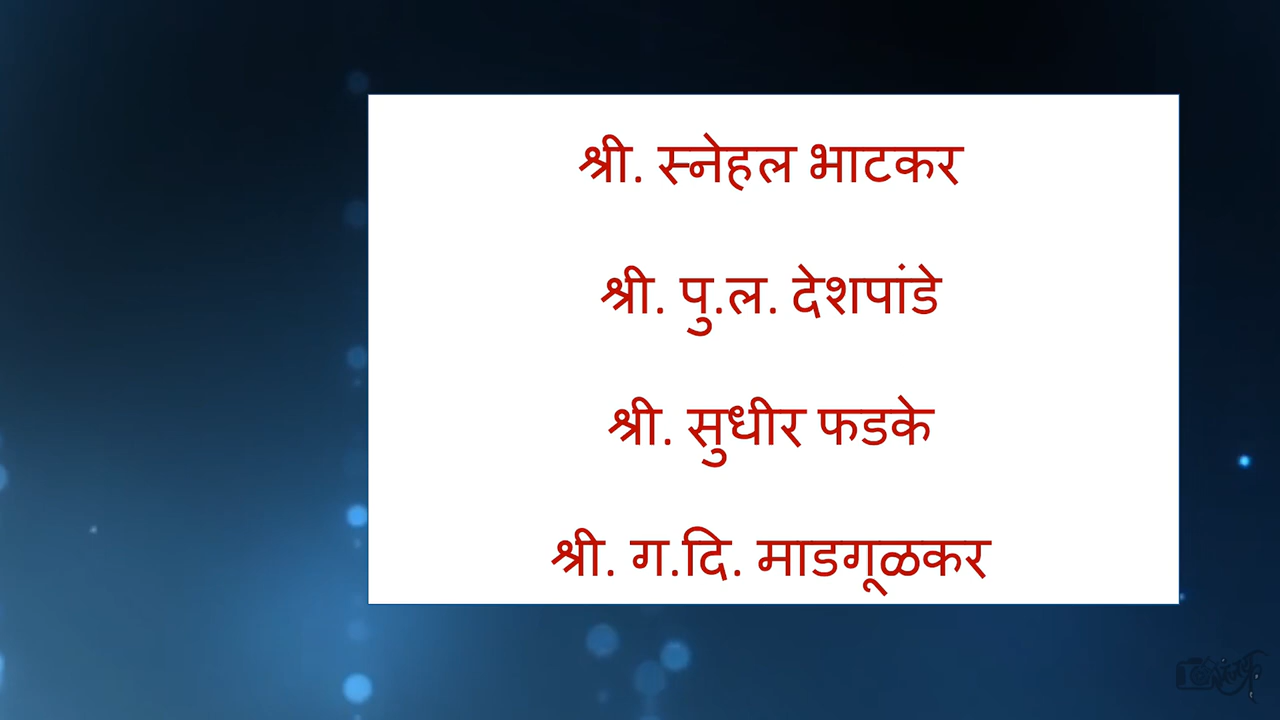 श्री. स्नेहल भाटकर
श्री. पु.ल. देशपांडे
श्री. सुधीर फडके
श्री. ग.दि. माडगूळकर